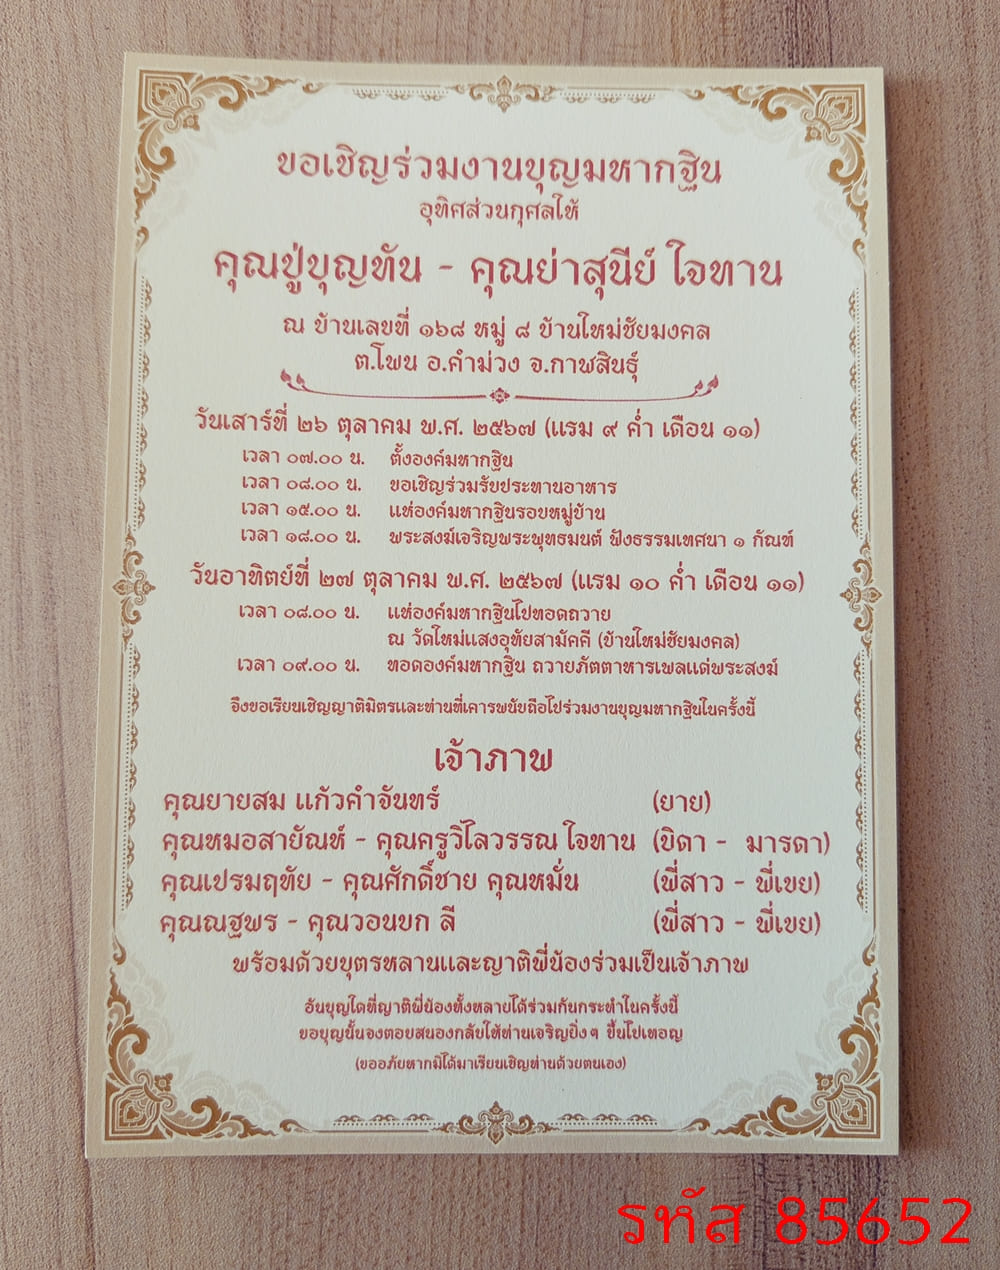 ขอเชิญร่วมงานบุญมหากฐิน
อุทิศส่วนกุศลให้
คุณปู่บุญทัน - คุณย่าสุนีย์ ใจทาน
ณ บ้านเลขที่ ๑๖๘ หมู่ ๘ บ้านใหม่ชัยมงคล
ต.โพน อ.คำม่วง จ.กาฬสินธุ์
วันเสาร์ที่ ๒๖ ตุลาคม พ.ศ. ๒๕๖๗ (แรม ๙ ค่ำ เดือน ๑๑)
เวลา ๐๗.๐๐ น. ตั้งองค์มหากฐิน
เวลา ๐๘.๐๐ น. ขอเชิญร่วมรับประทานอาหาร
เวลา ๑๕.๐๐ น. แห่องค์มหากฐินรอบหมู่บ้าน
เวลา ๑๘.๐๐ น. พระสงฆ์เจริญพระพุทธมนต์ ฟังธรรมเทศนา ๑ กัณฑ์
วันอาทิตย์ที่ ๒๗ ตุลาคม พ.ศ. ๒๕๖๗ (แรม ๑๐ ค่ำ เดือน ๑๑)
เวลา ๐๘.๐๐ น. แห่องค์มหากฐินไปทอดถวาย
ณ วัดใหม่แสงอุทัยสามัคคี (บ้านใหม่ชัยมงคล)
เวลา ๐๙.๐๐ น. ทอดองค์มหากฐิน ถวายภัตตาหารเพลแด่พระสงฆ์
จึงขอเรียนเชิญญาติมิตรและท่านที่เคารพนับถือไปร่วมงานบุญมหากฐินในครั้งนี้
เจ้าภาพ
คุณยายสม แก้วคำจันทร์ (ยาย)
คุณหมอสายัณห์ - คุณครูวิไลวรรณ ใจทาน (บิดา - มารดา)
คุณเปรมฤทัย - คุณศักดิ์ชาย คุณหมั่น (พี่สาว - พี่เขย)
คุณณฐพร - คุณวอนบก ลี (พี่สาว - พี่เขย)
พร้อมด้วยบุตรหลานและญาติพี่น้องร่วมเป็นเจ้าภาพ
อันบุญใดที่ญาติพี่น้องทั้งหลายได้ร่วมกันกระทำในครั้งนี้
ขอบุญนั้นจงตอบสนองกลับให้ท่านเจริญยิ่งๆ ขึ้นไปเทอญ
(ขออภัยหากมิได้มาเรียนเชิญท่านด้วยตนเอง)
รหัส 85652